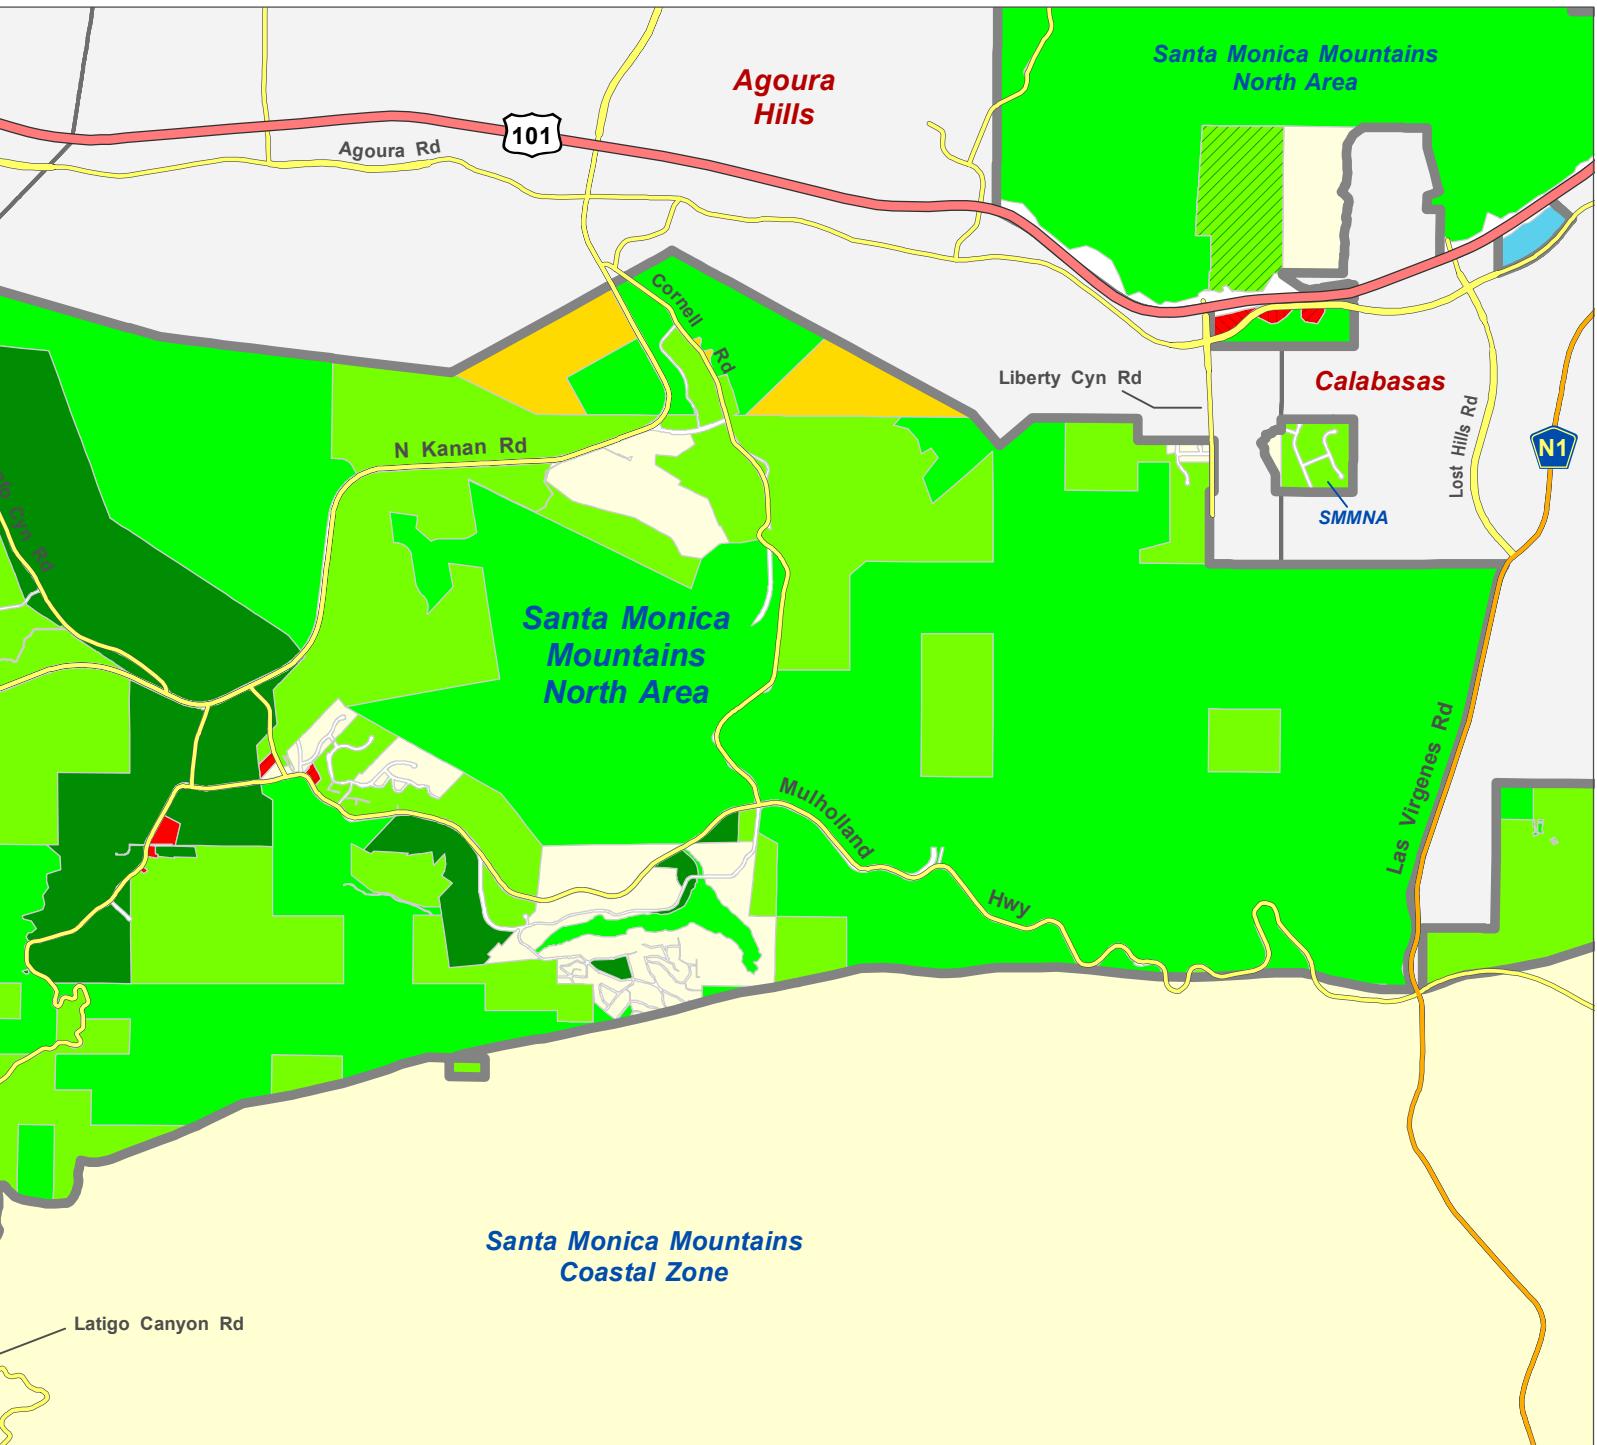 Santa Monica Mountains
North Area
Agoura
Hills
101
Agoura Rd
Cornell Rd
Liberty Cyn Rd
Calabasas
Lost Hills Rd
N1
N Kanan Rd
SMMNA
Cyn Rd
Santa Monica
Mountains
North Area
Las Virgenes Rd
Mulholland Hwy
Santa Monica Mountains
Coastal Zone
Latigo Canyon Rd